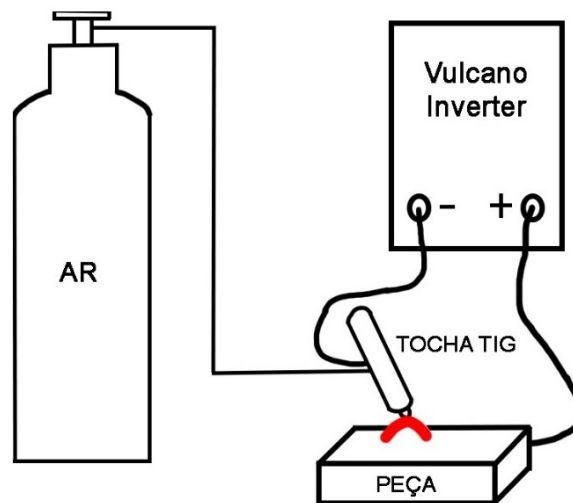 Vulcano
Inverter
- +
AR
TOCHA TIG
PEÇA